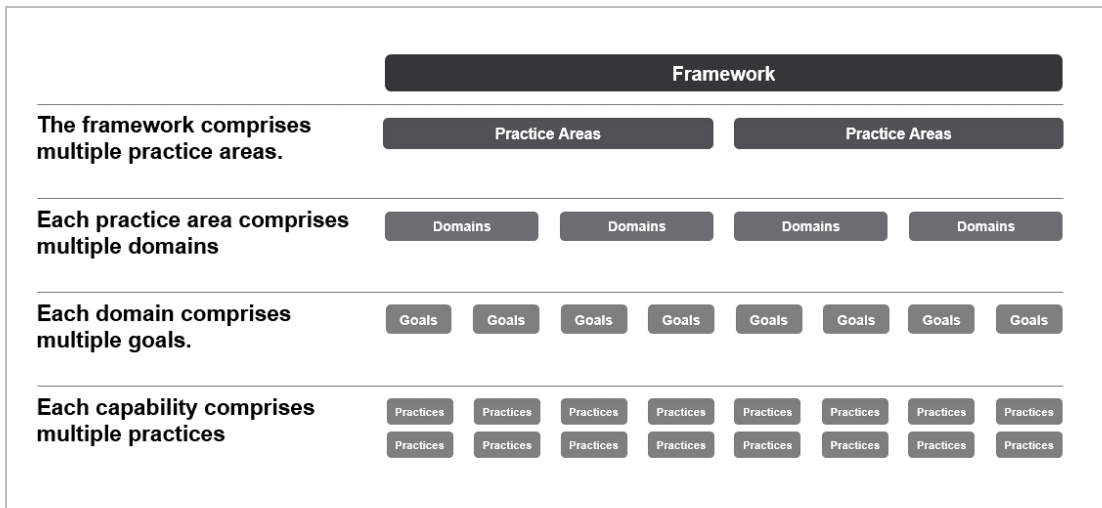 Framework
The framework comprises
multiple practice areas.
Practice Areas Practice Areas
Each practice area comprises
multiple domains
Domains Domains Domains Domains
Each domain comprises
multiple goals.
Goals Goals Goals Goals Goals Goals Goals Goals
Each capability comprises
multiple practices
Practices Practices Practices Practices Practices Practices Practices Practices
Practices Practices Practices Practices Practices Practices Practices Practices